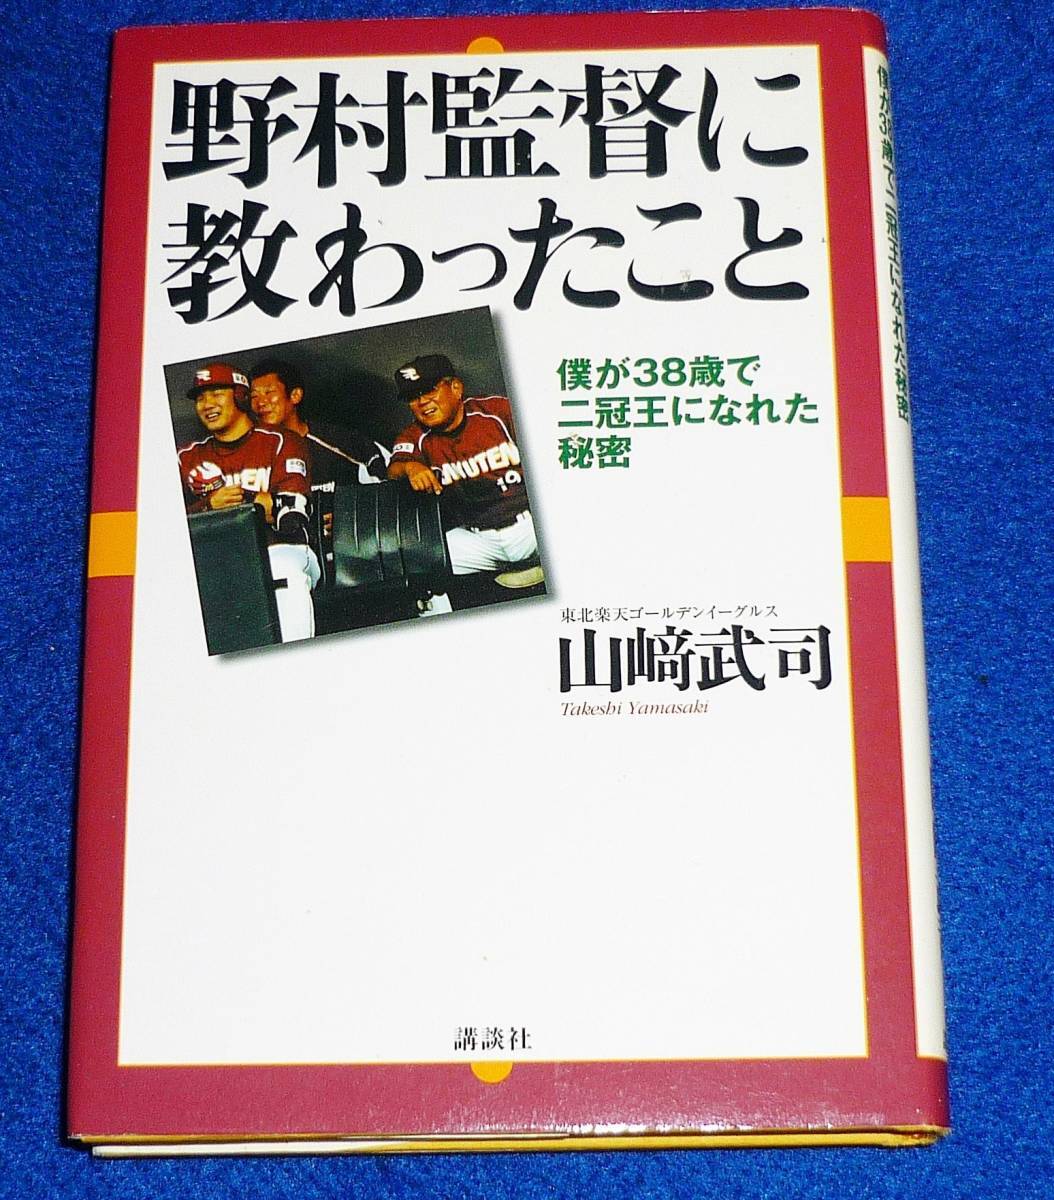 野村監督に
教わったこと
僕が38歳で
二冠王になれた
秘密
東北楽天ゴールデンイーグルス
山﨑武司
Takeshi Yamasaki
講談社
僕が38歳で二冠王になれた秘密
KUTEN
19